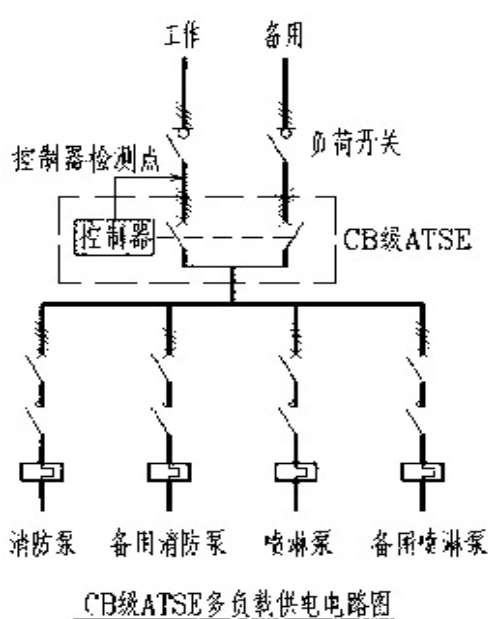 工作 备用
负荷开关
控制器检测点
控制器
CB级ATSE
消防泵 备用消防泵 喷淋泵 备用喷淋泵
CB级ATSE多负载供电电路图